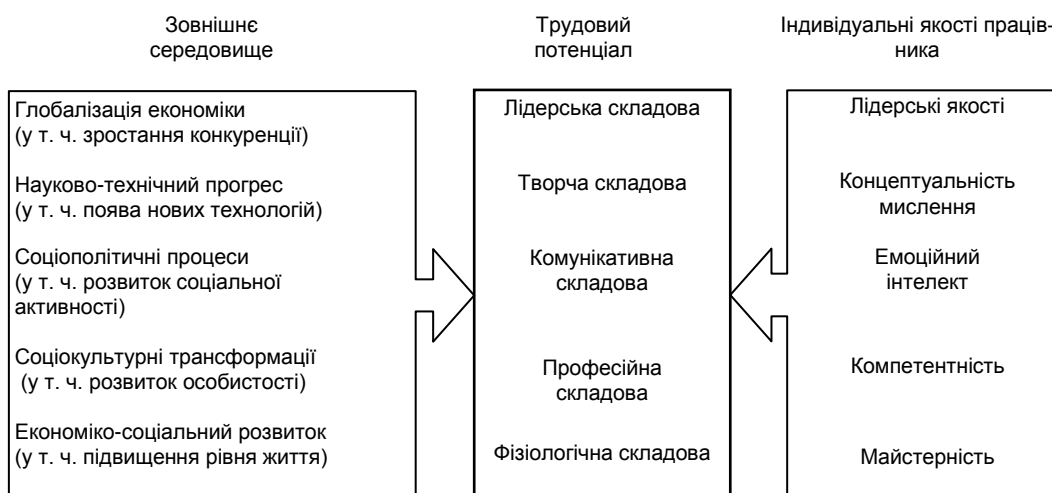 Зовнішнє
середовище
Трудовий
потенціал
Індивідуальні якості праців-
ника
Глобалізація економіки
(у т. ч. зростання конкуренції)
Науково-технічний прогрес
(у т. ч. поява нових технологій)
Соціополітичні процеси
(у т. ч. розвиток соціальної
активності)
Соціокультурні трансформації
(у т. ч. розвиток особистості)
Економіко-соціальний розвиток
(у т. ч. підвищення рівня життя)
Лідерська складова
Творча складова
Комунікативна
складова
Професійна
складова
Фізіологічна складова
Лідерські якості
Концептуальність
мислення
Емоційний
інтелект
Компетентність
Майстерність